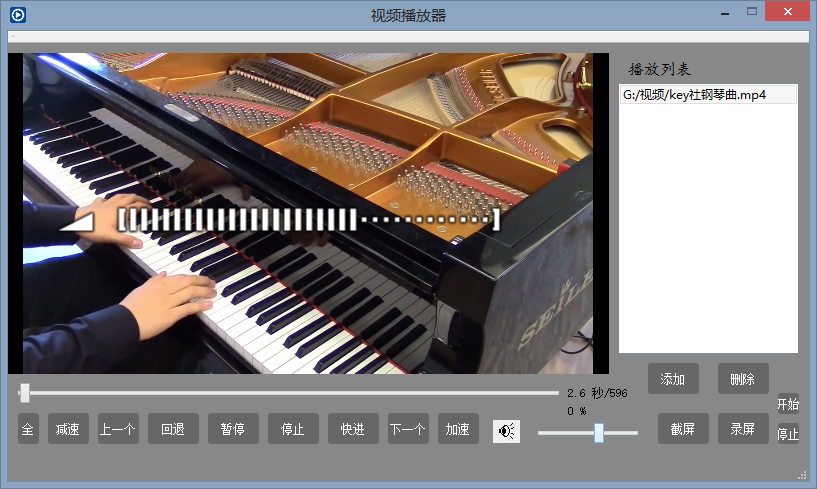 视频播放器
播放列表
G:/视频/key社钢琴曲.mp4
SEILER
添加
删除
2.6 秒/596
0 %
开始
全
减速
上一个
回退
暂停
停止
快进
下一个
加速
截屏
录屏
停止